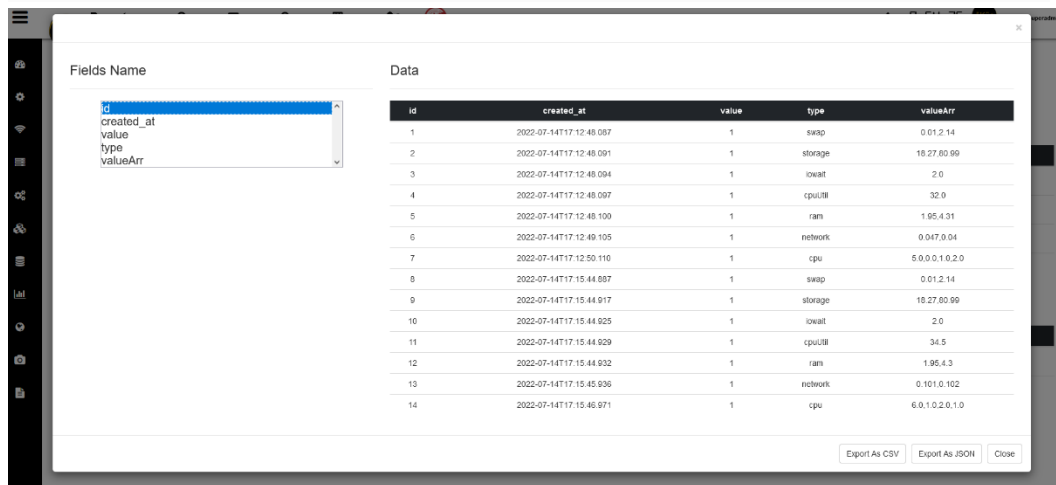 ×
Fields Name
id
created_at
value
type
valueArr
Data
id created_at value type valueArr
1 2022-07-14T17:12:48.087 1 swap 0.01,2.14
2 2022-07-14T17:12:48.091 1 storage 18.27,80.99
3 2022-07-14T17:12:48.094 1 iowait 2.0
4 2022-07-14T17:12:48.097 1 cpuUtil 32.0
5 2022-07-14T17:12:48.100 1 ram 1.95,4.31
6 2022-07-14T17:12:49.105 1 network 0.047,0.04
7 2022-07-14T17:12:50.110 1 cpu 5.0,0.0,1.0,2.0
8 2022-07-14T17:15:44.887 1 swap 0.01,2.14
9 2022-07-14T17:15:44.917 1 storage 18.27,80.99
10 2022-07-14T17:15:44.925 1 iowait 2.0
11 2022-07-14T17:15:44.929 1 cpuUtil 34.5
12 2022-07-14T17:15:44.932 1 ram 1.95,4.3
13 2022-07-14T17:15:45.936 1 network 0.101,0.102
14 2022-07-14T17:15:46.971 1 cpu 6.0,1.0,2.0,1.0
Export As CSV Export As JSON Close